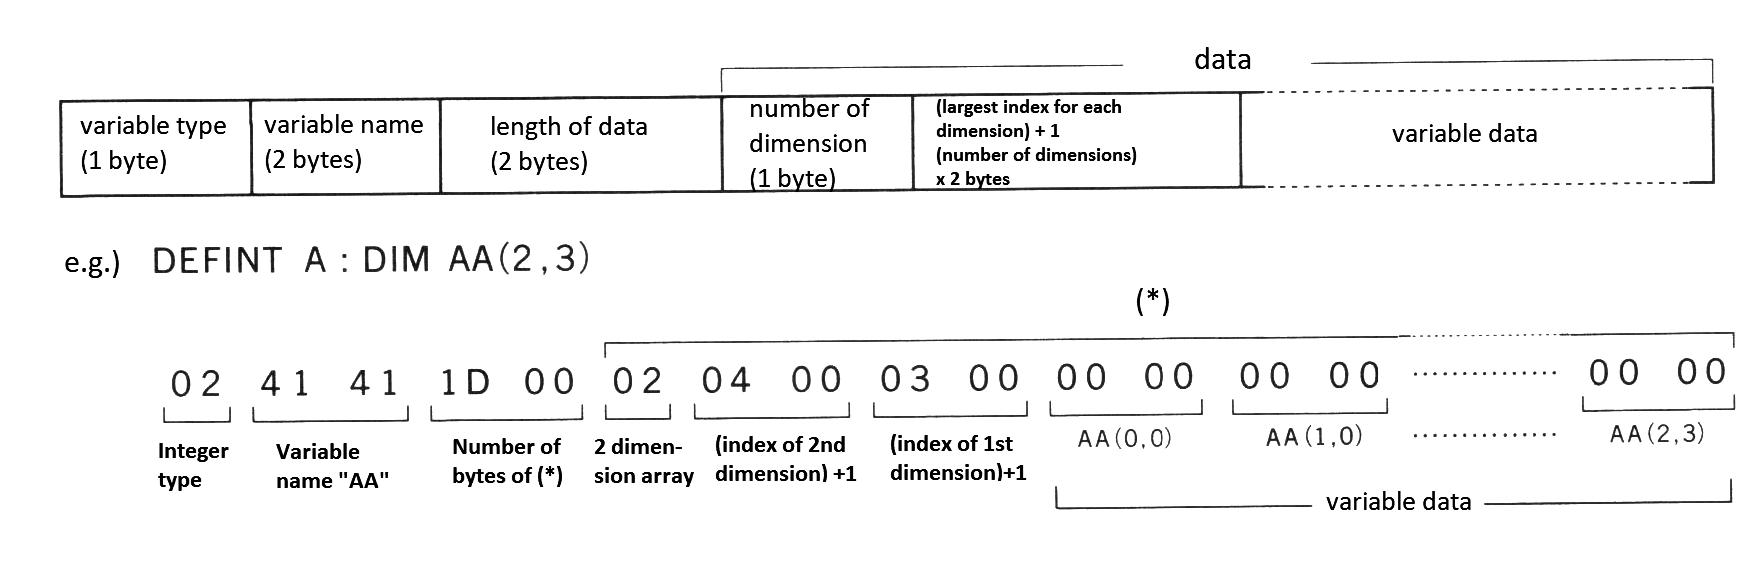 data
variable type
(1 byte)
variable name
(2 bytes)
length of data
(2 bytes)
number of
dimension
(1 byte)
(largest index for each
dimension) + 1
(number of dimensions)
x 2 bytes
variable data
e.g.) DEFINT A : DIM AA(2,3)
(*)
02 41 41 1D 00 02 04 00 03 00 00 00 00 00 ............... 00 00
Integer
type
Variable
name "AA"
Number of
bytes of (*)
2 dimen-
sion array
(index of 2nd
dimension) +1
(index of 1st
dimension)+1
AA(0,0) AA(1,0) ............... AA(2,3)
variable data